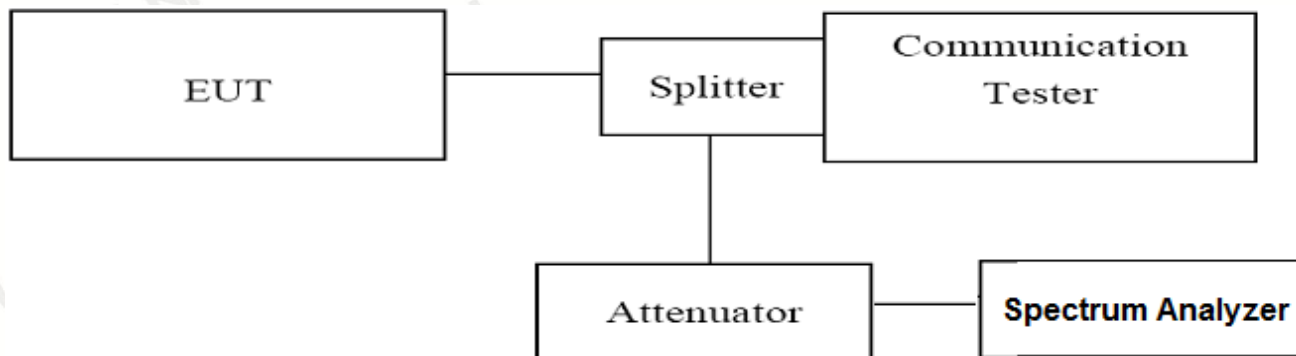 EUT
Splitter
Communication
Tester
Attenuator
Spectrum Analyzer